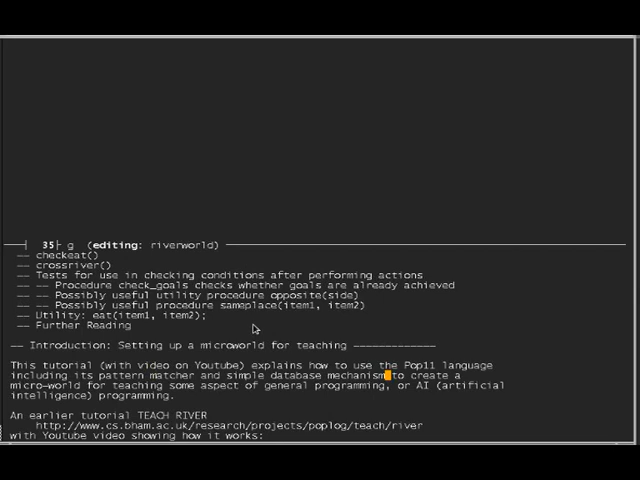 35 g (editing: riverworld)
-- checkeat()
-- crossriver()
-- Tests for use in checking conditions after performing actions
-- -- Procedure check_goals checks whether goals are already achieved
-- -- Possibly useful utility procedure opposite(side)
-- -- Possibly useful procedure sameplace(item1, item2)
-- Utility: eat(item1, item2);
-- Further Reading
-- Introduction: Setting up a microworld for teaching -------------
This tutorial (with video on Youtube) explains how to use the Pop11 language
including its pattern matcher and simple database mechanism to create a
micro-world for teaching some aspect of general programming, or AI (artificial
intelligence) programming.
An earlier tutorial TEACH RIVER
http://www.cs.bham.ac.uk/research/projects/poplog/teach/river
with Youtube video showing how it works: